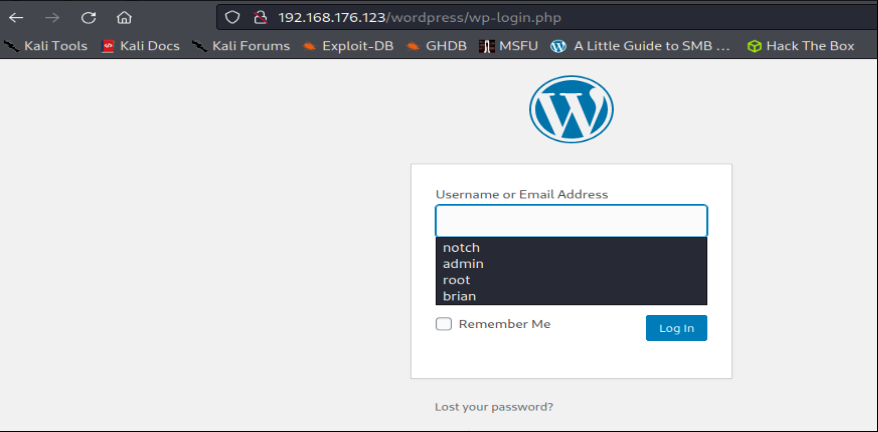 192.168.176.123/wordpress/wp-login.php
Kali Tools Kali Docs Kali Forums Exploit-DB GHDB MSFU A Little Guide to SMB ... Hack The Box
Username or Email Address
notch
admin
root
brian
Remember Me Log In
Lost your password?